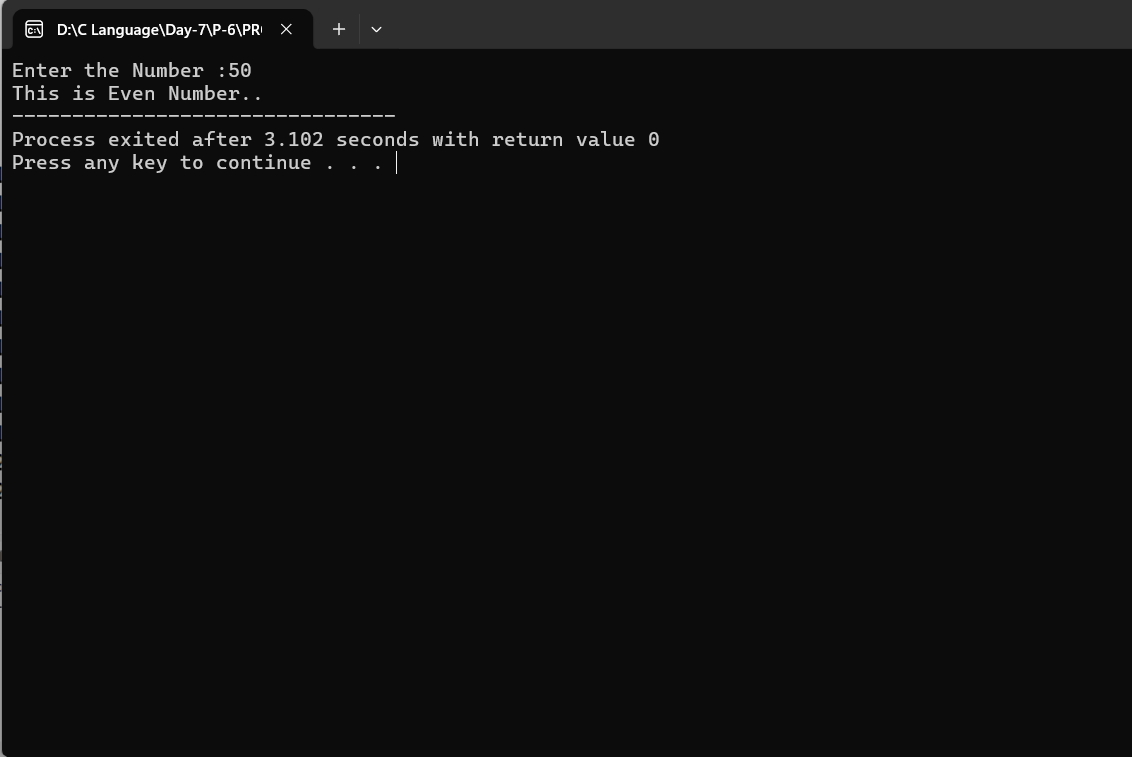 D:\C Language\Day-7\P-6\PR
Enter the Number :50
This is Even Number..
--------------------------------
Process exited after 3.102 seconds with return value 0
Press any key to continue . . .